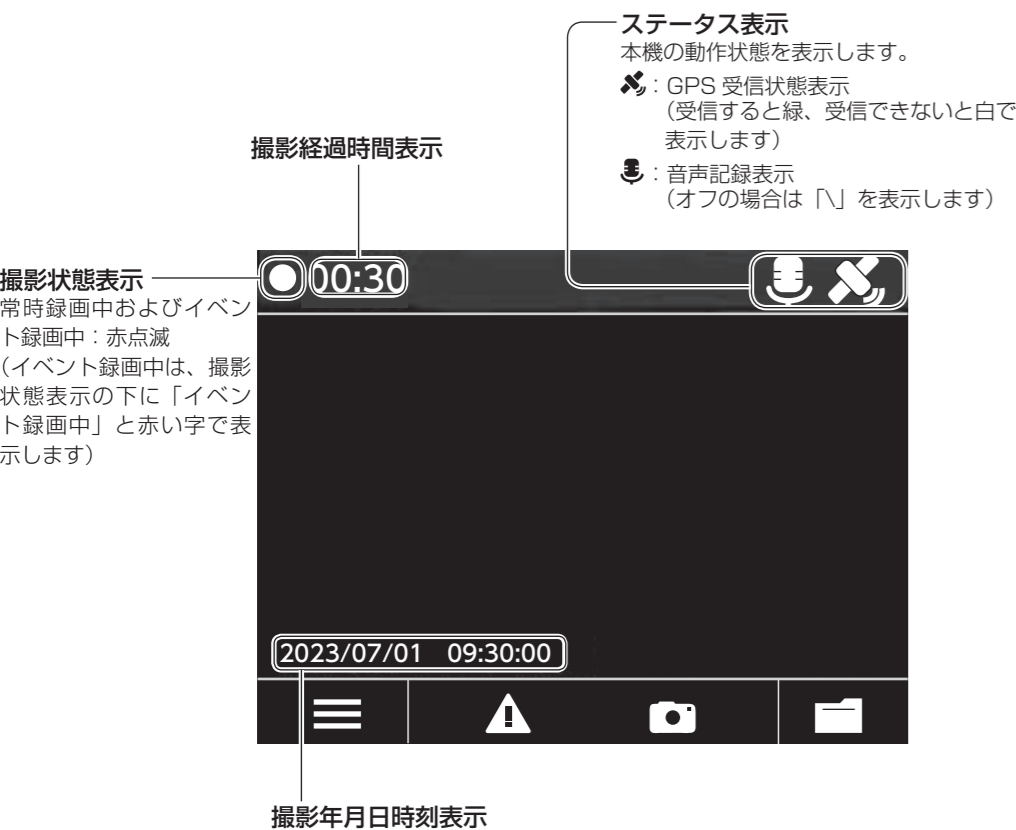 ステータス表示
本機の動作状態を表示します。
：GPS 受信状態表示
（受信すると緑、受信できないと白で
表示します）
：音声記録表示
（オフの場合は「\」を表示します）
撮影経過時間表示
撮影状態表示
常時録画中およびイベン
ト録画中：赤点滅
（イベント録画中は、撮影
状態表示の下に「イベン
ト録画中」と赤い字で表
示します）
00:30
2023/07/01 09:30:00
撮影年月日時刻表示